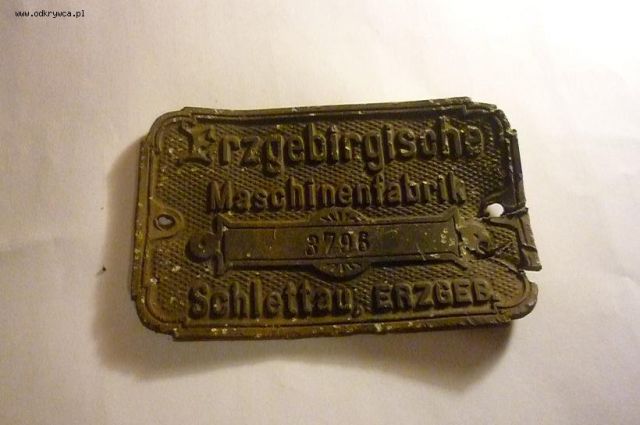 www.odkrywca.pl
Erzgebirgische
Maschinenfabrik
3796
Schlettau, ERZGEB.